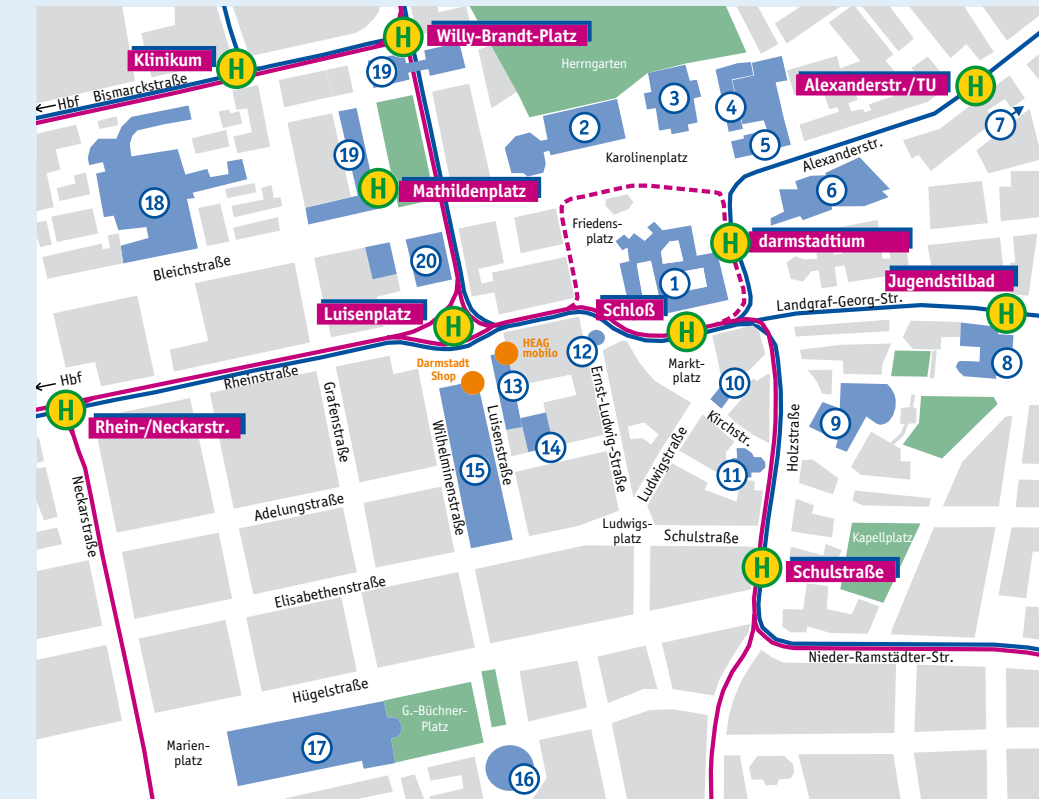 Willy-Brandt-Platz
H
Klinikum
H
19
Herrngarten
Alexanderstr./TU
H
← Hbf
Bismarckstraße
3
4
7
2
5
19
Karolinenplatz
Alexanderstr.
18
H
Mathildenplatz
6
Friedens-
platz
H
darmstadtium
Bleichstraße
20
1
Jugendstilbad
Landgraf-Georg-Str.
H
Luisenplatz
H
Schloß
H
HEAG
mobilo
12
Darmstadt
Shop
Markt-
platz
8
← Hbf
Rheinstraße
13
10
H
Rhein-/Neckarstr.
Grafenstraße
Wilhelminenstraße
Luisenstraße
Ernst-Ludwig-Straße
Ludwigstraße
Kirchstr.
Holzstraße
9
14
15
11
Neckarstraße
Adelungstraße
Ludwigs-
platz
Schulstraße
Kapellplatz
H
Schulstraße
Elisabethenstraße
Nieder-Ramstädter-Str.
Hügelstraße
G.-Büchner-
Platz
Marien-
platz
17
16